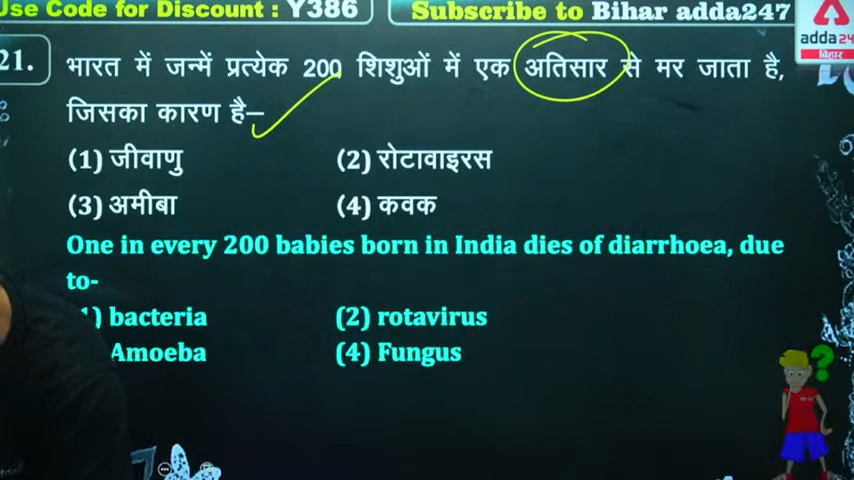 Use Code for Discount : Y386
Subscribe to Bihar adda247
adda24
बिहार
21. भारत में जन्में प्रत्येक 200 शिशुओं में एक अतिसार से मर जाता है,
जिसका कारण है–
(1) जीवाणु (2) रोटावाइरस
(3) अमीबा (4) कवक
One in every 200 babies born in India dies of diarrhoea, due
to-
1) bacteria (2) rotavirus
Amoeba (4) Fungus